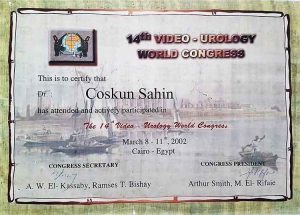 14th VIDEO - UROLOGY
WORLD CONGRESS
This is to certify that
Dr : Coskun Sahin
has attended and actively participated in
The 14th Video - Urology World Congress
March 8 - 11th, 2002
Cairo - Egypt
CONGRESS SECRETARY
CONGRESS PRESIDENT
A. W. El- Kassaby, Ramses T. Bishay
Arthur Smith, M. El- Rifaie